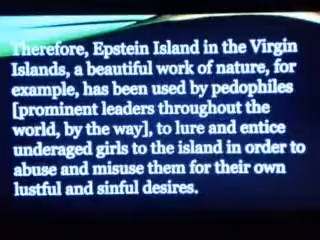 Therefore, Epstein Island in the Virgin
Islands, a beautiful work of nature, for
example, has been used by pedophiles
[prominent leaders throughout the
world, by the way], to lure and entice
underaged girls to the island in order to
abuse and misuse them for their own
lustful and sinful desires.